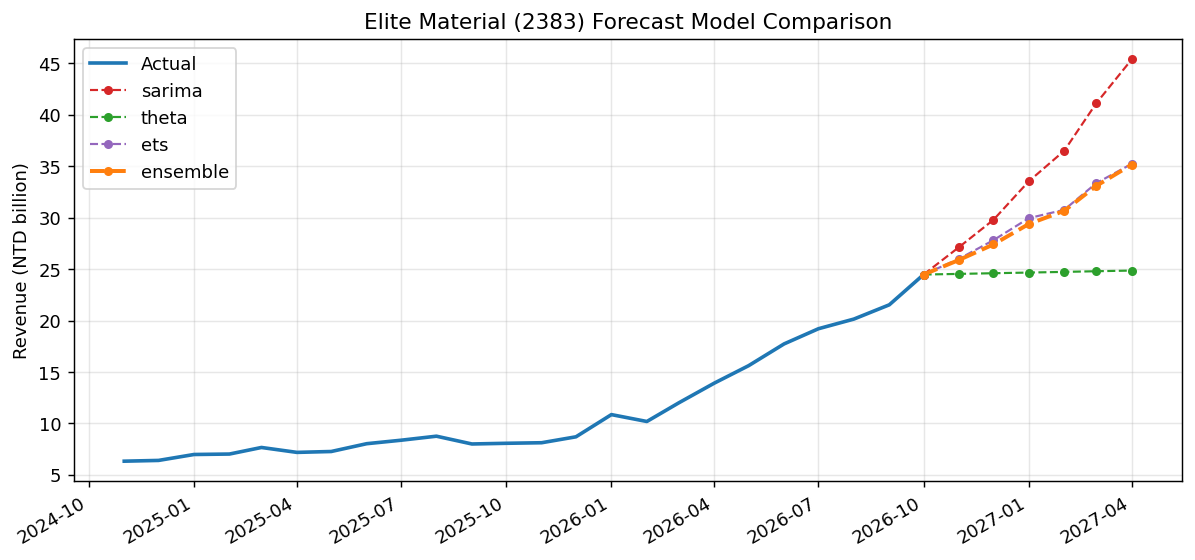 Elite Material (2383) Forecast Model Comparison
Actual
sarima
theta
ets
ensemble
Revenue (NTD billion)
45
40
35
30
25
20
15
10
5
2024-10
2025-01
2025-04
2025-07
2025-10
2026-01
2026-04
2026-07
2026-10
2027-01
2027-04